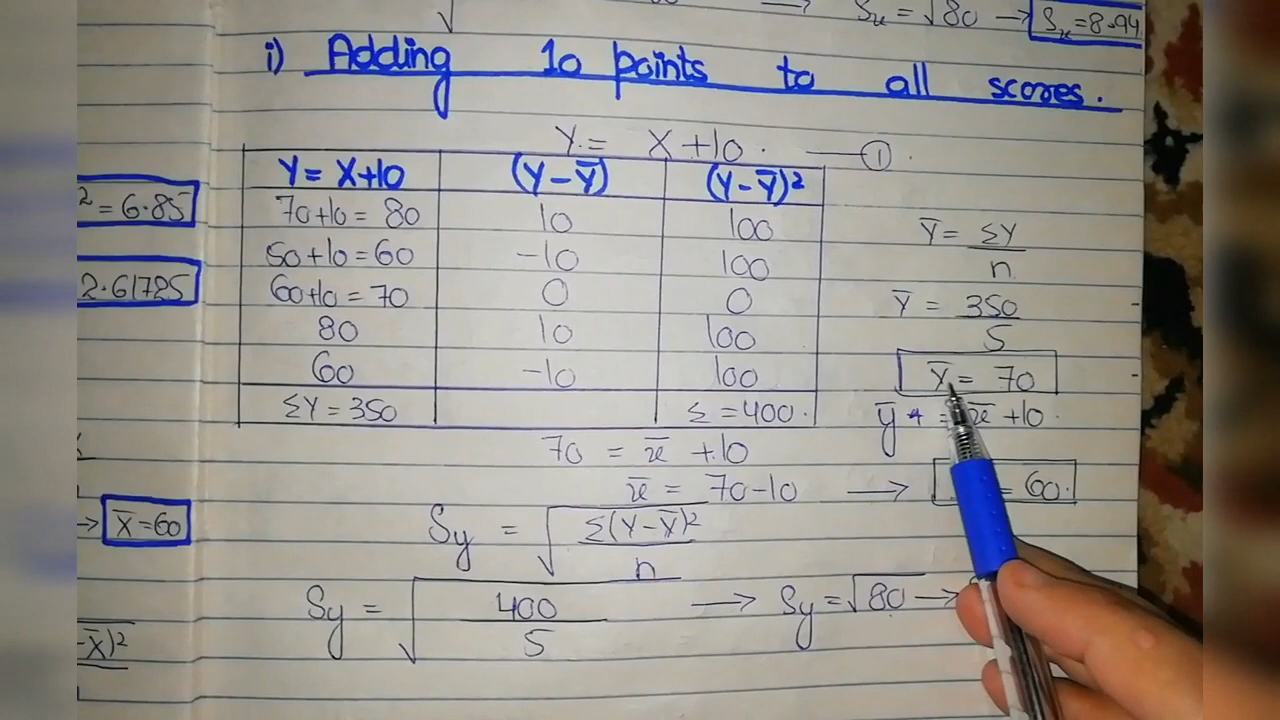 Sx = √80 → Sx = 8.94
i) Adding 10 points to all scores.
Y = X + 10. — ①.
Y = X+10 (Y - Ȳ) (Y - Ȳ)²
70+10 = 80 10 100
50+10 = 60 -10 100
60+10 = 70 0 0
80 10 100
60 -10 100
ΣY = 350 Σ = 400.
Ȳ = ΣY / n
Ȳ = 350 / 5
Ȳ = 70
ȳ = x̄ + 10.
70 = x̄ + 10
x̄ = 70 - 10 → = 60.
Sy = √ Σ(Y - Ȳ)² / n
Sy = √ 400 / 5 → Sy = √80 →
² = 6.85
2.61725
→ X̄ = 60
-X̄)²